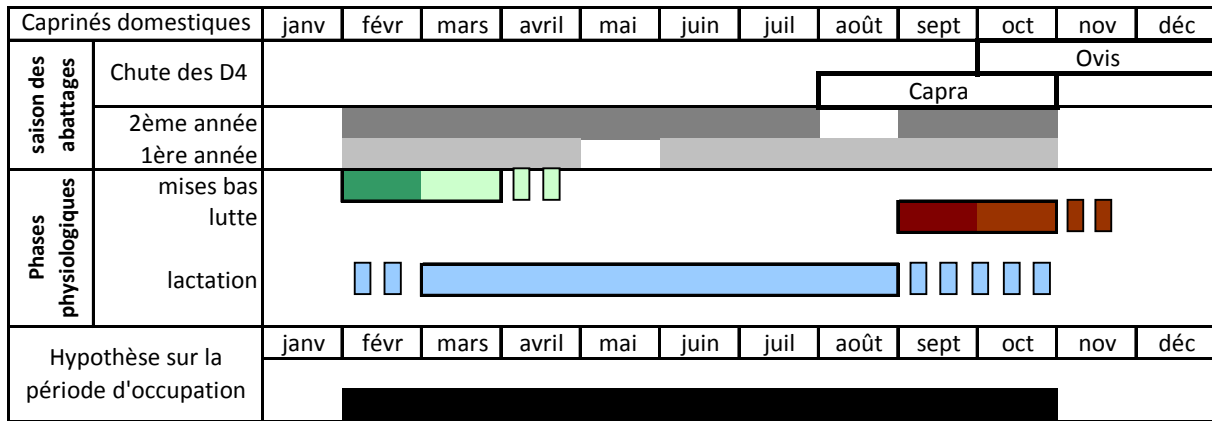 Caprinés domestiques janv févr mars avril mai juin juil août sept oct nov déc
saison des abattages
Chute des D4
Ovis
Capra
2ème année
1ère année
Phases physiologiques
mises bas
lutte
lactation
Hypothèse sur la période d'occupation
janv févr mars avril mai juin juil août sept oct nov déc